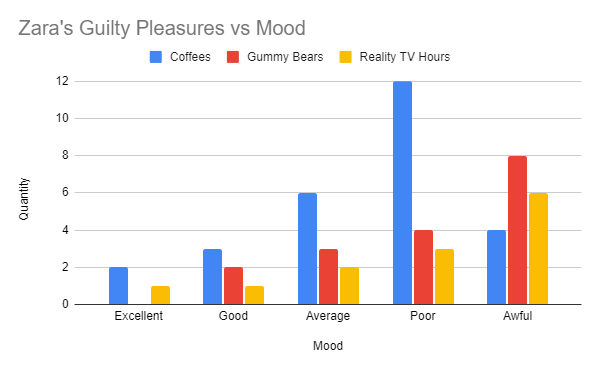 Zara's Guilty Pleasures vs Mood
Coffees Gummy Bears Reality TV Hours
12
10
8
6
4
2
0
Quantity
Excellent Good Average Poor Awful
Mood